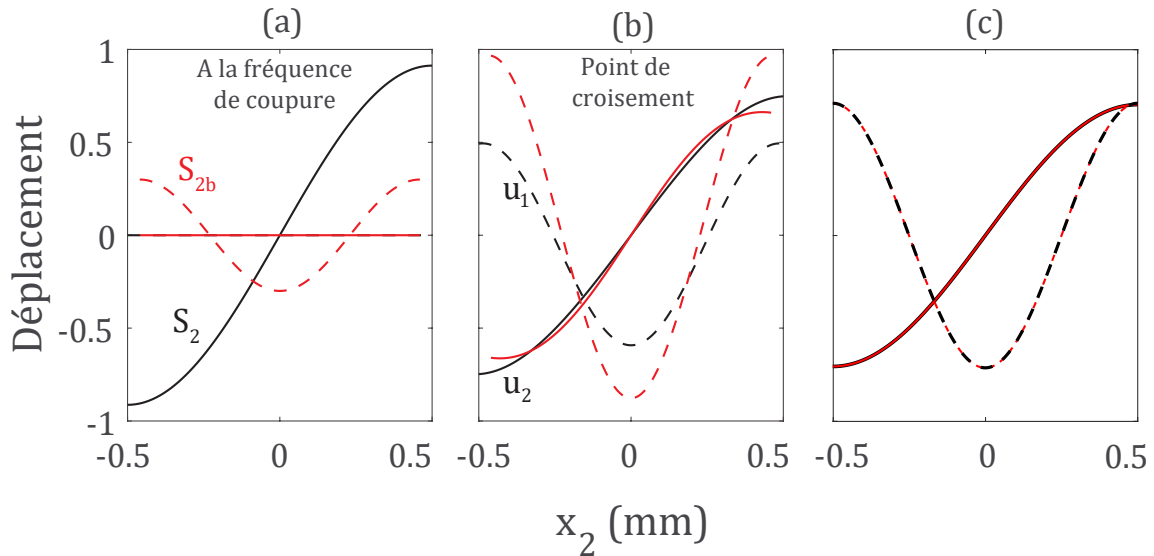 (a)
(b)
(c)
A la fréquence
de coupure
Point de
croisement
Déplacement
1
0.5
0
-0.5
-1
S2b
S2
u1
u2
-0.5
0
0.5
-0.5
0
0.5
-0.5
0
0.5
x2 (mm)